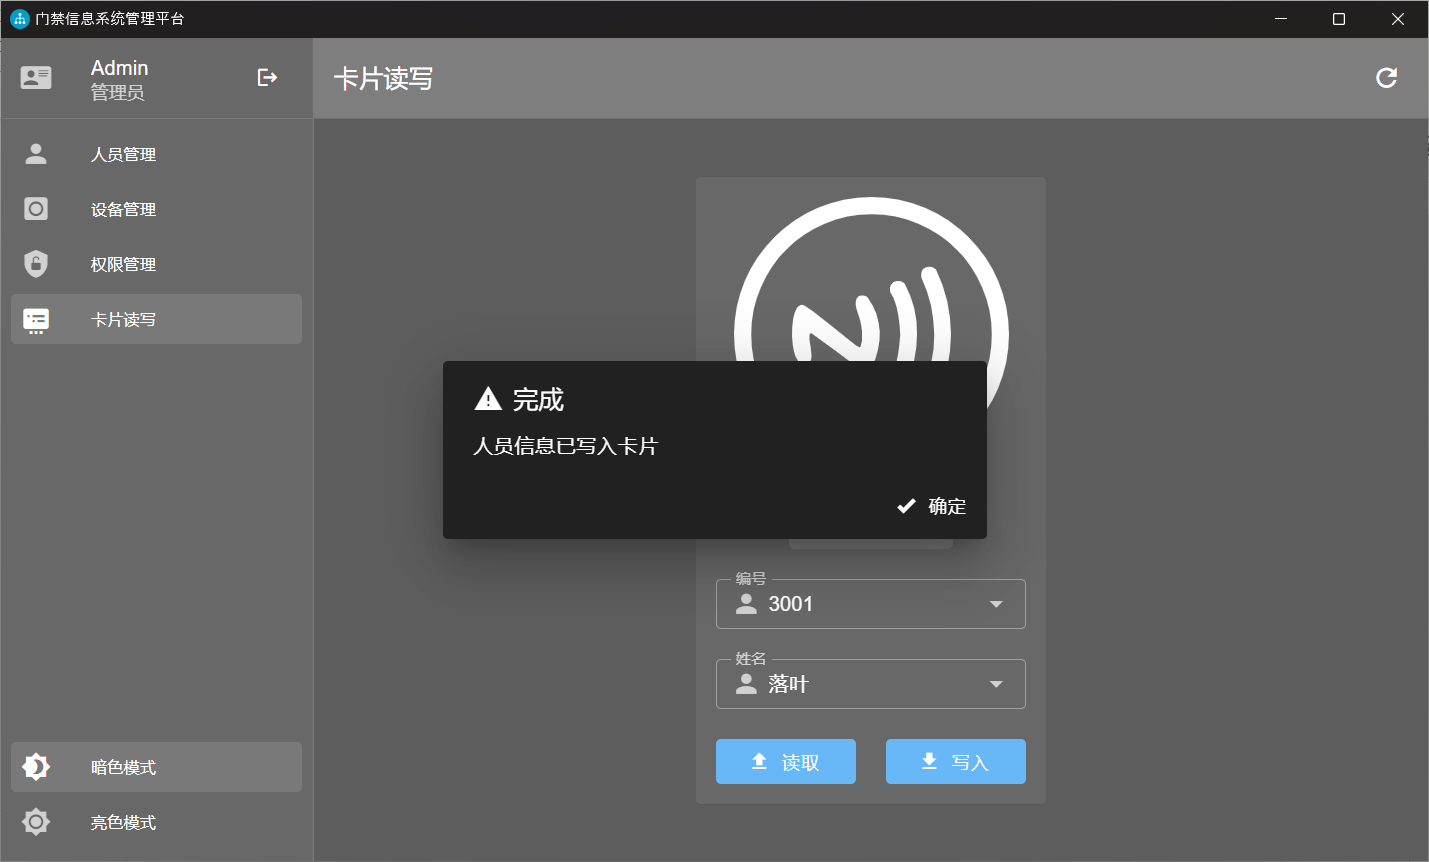 门禁信息系统管理平台
Admin
管理员
卡片读写
人员管理
设备管理
权限管理
卡片读写
完成
人员信息已写入卡片
确定
编号
3001
姓名
落叶
读取
写入
暗色模式
亮色模式